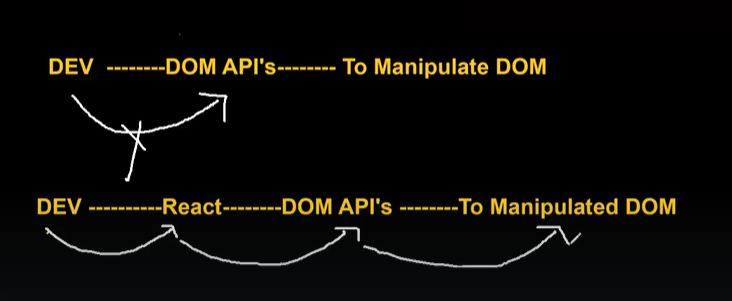 DEV --------DOM API's-------- To Manipulate DOM
DEV ----------React--------DOM API's --------To Manipulated DOM